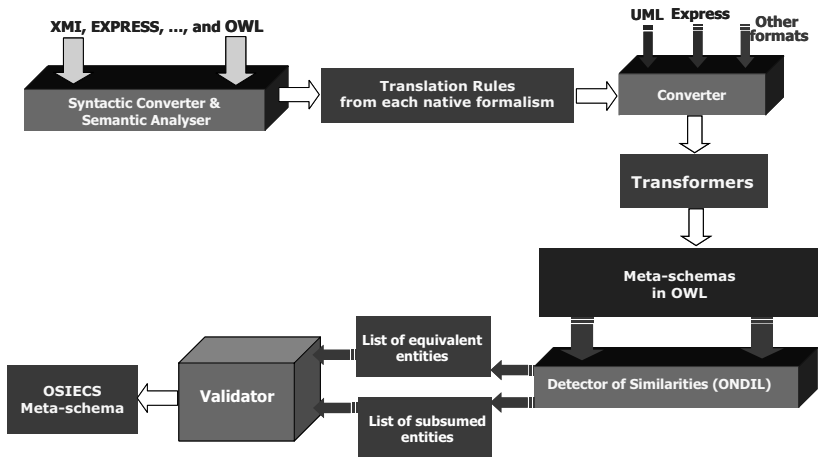 XMI, EXPRESS, ..., and OWL
UML
Express
Other
formats
Syntactic Converter &
Semantic Analyser
Translation Rules
from each native formalism
Converter
Transformers
Meta-schemas
in OWL
List of equivalent
entities
Detector of Similarities (ONDIL)
Validator
OSIECS
Meta-schema
List of subsumed
entities